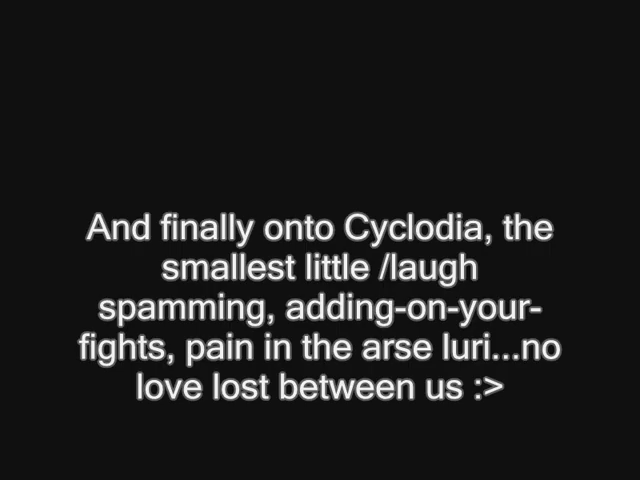 And finally onto Cyclodia, the
smallest little /laugh
spamming, adding-on-your-
fights, pain in the arse luri...no
love lost between us :>